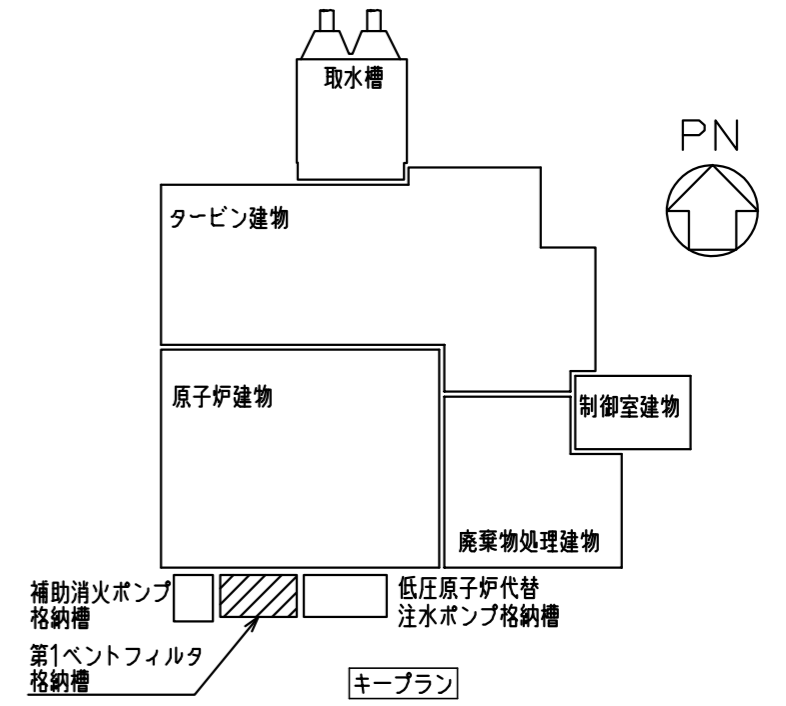 取水槽
PN
タービン建物
原子炉建物
制御室建物
廃棄物処理建物
補助消火ポンプ
格納槽
低圧原子炉代替
注水ポンプ格納槽
第1ベントフィルタ
格納槽
キープラン